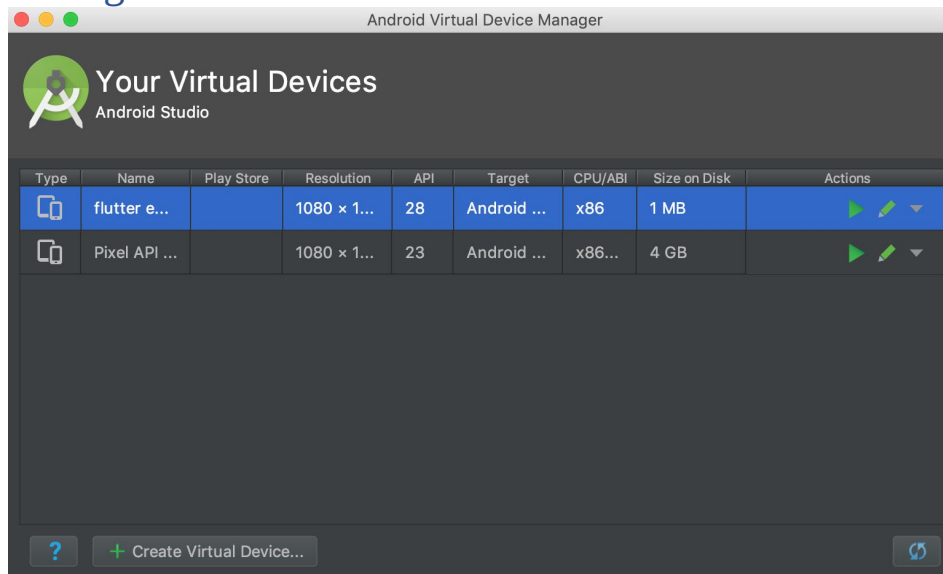 Android Virtual Device Manager
Your Virtual Devices
Android Studio
Type Name Play Store Resolution API Target CPU/ABI Size on Disk Actions
flutter e... 1080 × 1... 28 Android ... x86 1 MB
Pixel API ... 1080 × 1... 23 Android ... x86... 4 GB
? + Create Virtual Device...